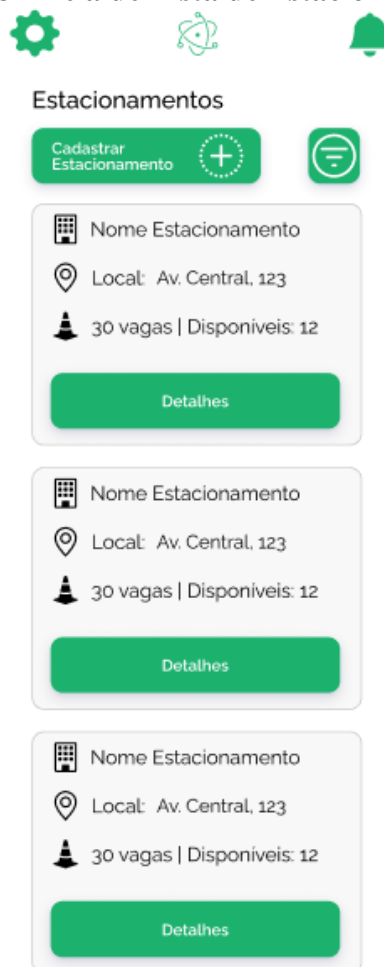 Estacionamentos
Cadastrar
Estacionamento
Nome Estacionamento
Local: Av. Central, 123
30 vagas | Disponíveis: 12
Detalhes
Nome Estacionamento
Local: Av. Central, 123
30 vagas | Disponíveis: 12
Detalhes
Nome Estacionamento
Local: Av. Central, 123
30 vagas | Disponíveis: 12
Detalhes